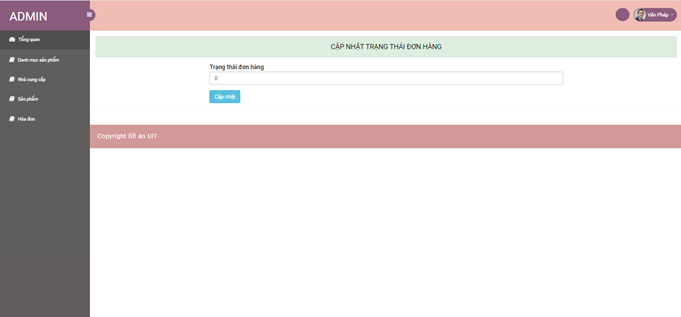 ADMIN
Văn Pháp
Tổng quan
Danh mục sản phẩm
Nhà cung cấp
Sản phẩm
Hóa đơn
CẬP NHẬT TRẠNG THÁI ĐƠN HÀNG
Trạng thái đơn hàng
0
Cập nhật
Copyright Đồ án UIT